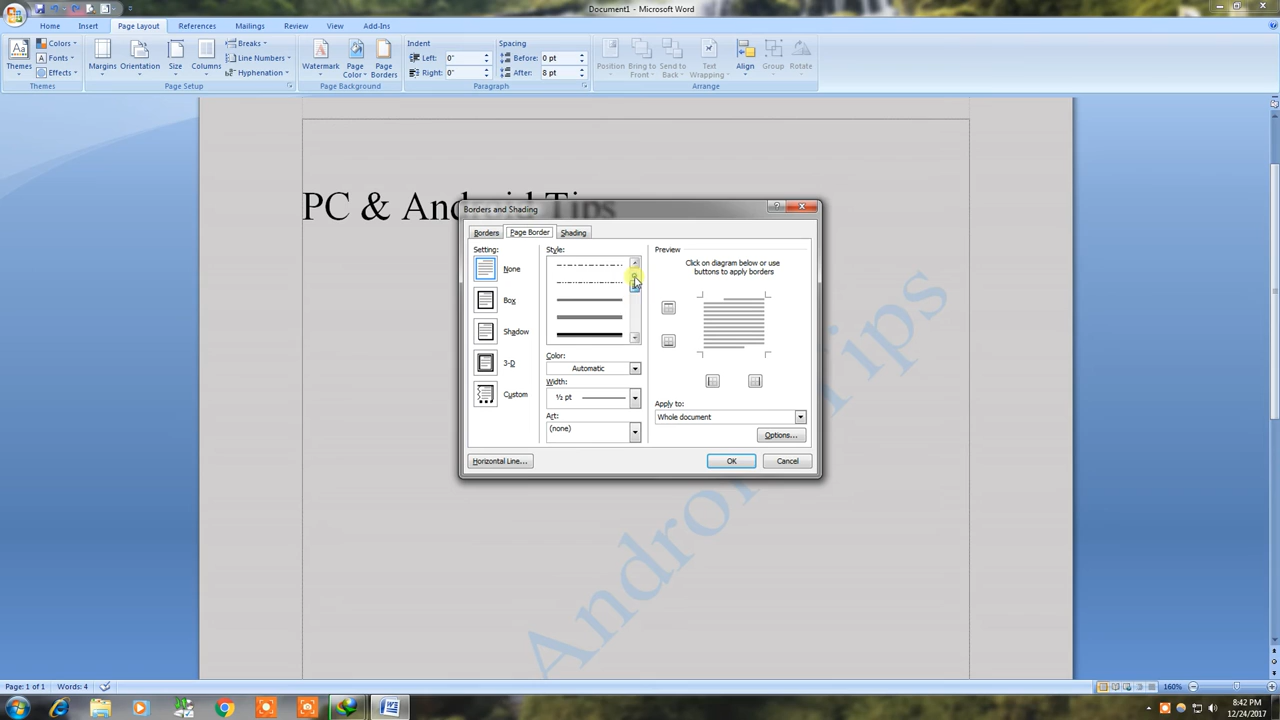 Document1 - Microsoft Word
Home Insert Page Layout References Mailings Review View Add-Ins
Themes Colors Fonts Effects
Margins Orientation Size Columns Breaks Line Numbers Hyphenation
Watermark Page Color Page Borders
Indent Left: 0" Right: 0"
Spacing Before: 0 pt After: 8 pt
Position Bring to Front Send to Back Text Wrapping Align Group Rotate
Themes Page Setup Page Background Paragraph Arrange
PC & Android Tips
Borders and Shading
Borders Page Border Shading
Setting:
None
Box
Shadow
3-D
Custom
Style:
Color:
Automatic
Width:
½ pt
Art:
(none)
Preview
Click on diagram below or use
buttons to apply borders
Apply to:
Whole document
Options...
Horizontal Line... OK Cancel
Android Tips
Page: 1 of 1 Words: 4 160%
8:42 PM
12/24/2017